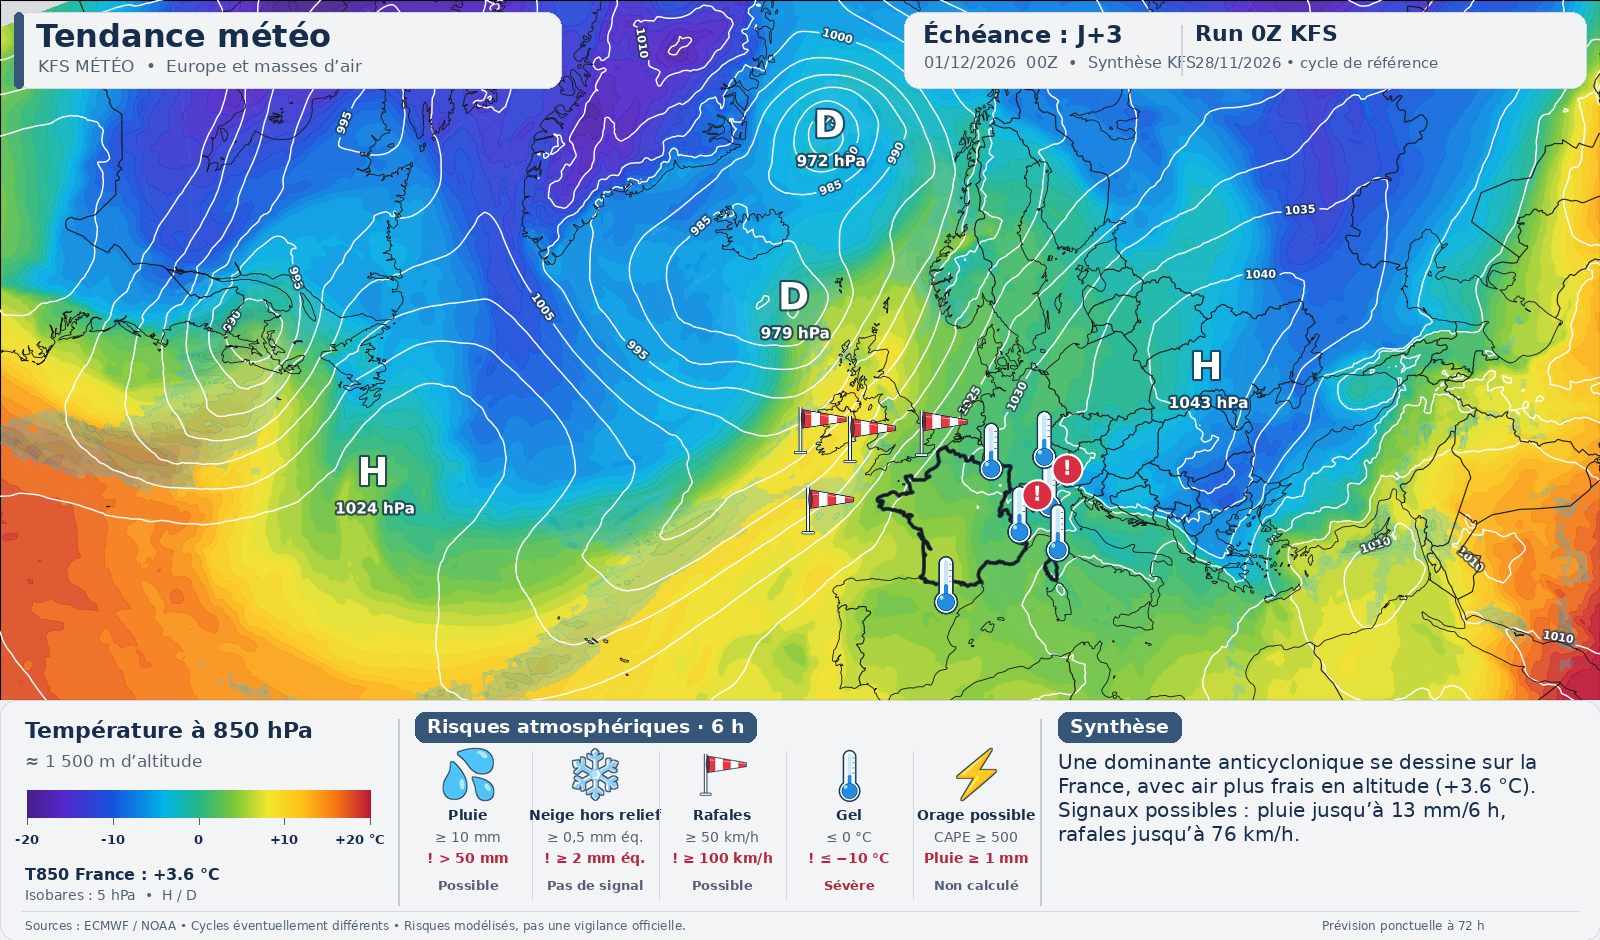 Tendance météo
KFS MÉTÉO • Europe et masses d’air
Échéance : J+3
01/12/2026 00Z • Synthèse KFS
Run 0Z KFS
28/11/2026 • cycle de référence
1010
1000
995
990
D
972 hPa
985
985
1035
1040
995
990
1005
D
979 hPa
995
H
1043 hPa
1025
1030
H
1024 hPa
!
!
1010
1010
1010
Température à 850 hPa
≈ 1 500 m d’altitude
-20 -10 0 +10 +20 °C
T850 France : +3.6 °C
Isobares : 5 hPa • H / D
Risques atmosphériques · 6 h
Pluie
≥ 10 mm
! > 50 mm
Possible
Neige hors relief
≥ 0,5 mm éq.
! ≥ 2 mm éq.
Pas de signal
Rafales
≥ 50 km/h
! ≥ 100 km/h
Possible
Gel
≤ 0 °C
! ≤ −10 °C
Sévère
Orage possible
CAPE ≥ 500
Pluie ≥ 1 mm
Non calculé
Synthèse
Une dominante anticyclonique se dessine sur la
France, avec air plus frais en altitude (+3.6 °C).
Signaux possibles : pluie jusqu’à 13 mm/6 h,
rafales jusqu’à 76 km/h.
Sources : ECMWF / NOAA • Cycles éventuellement différents • Risques modélisés, pas une vigilance officielle.
Prévision ponctuelle à 72 h